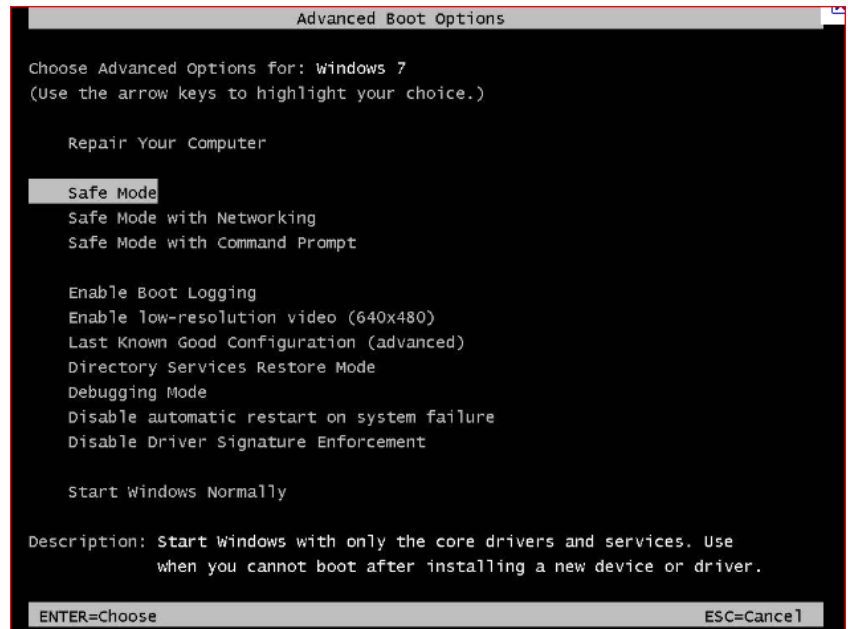 Advanced Boot Options
Choose Advanced Options for: Windows 7
(Use the arrow keys to highlight your choice.)
Repair Your Computer
Safe Mode
Safe Mode with Networking
Safe Mode with Command Prompt
Enable Boot Logging
Enable low-resolution video (640x480)
Last Known Good Configuration (advanced)
Directory Services Restore Mode
Debugging Mode
Disable automatic restart on system failure
Disable Driver Signature Enforcement
Start Windows Normally
Description: Start Windows with only the core drivers and services. Use
when you cannot boot after installing a new device or driver.
ENTER=Choose ESC=Cancel